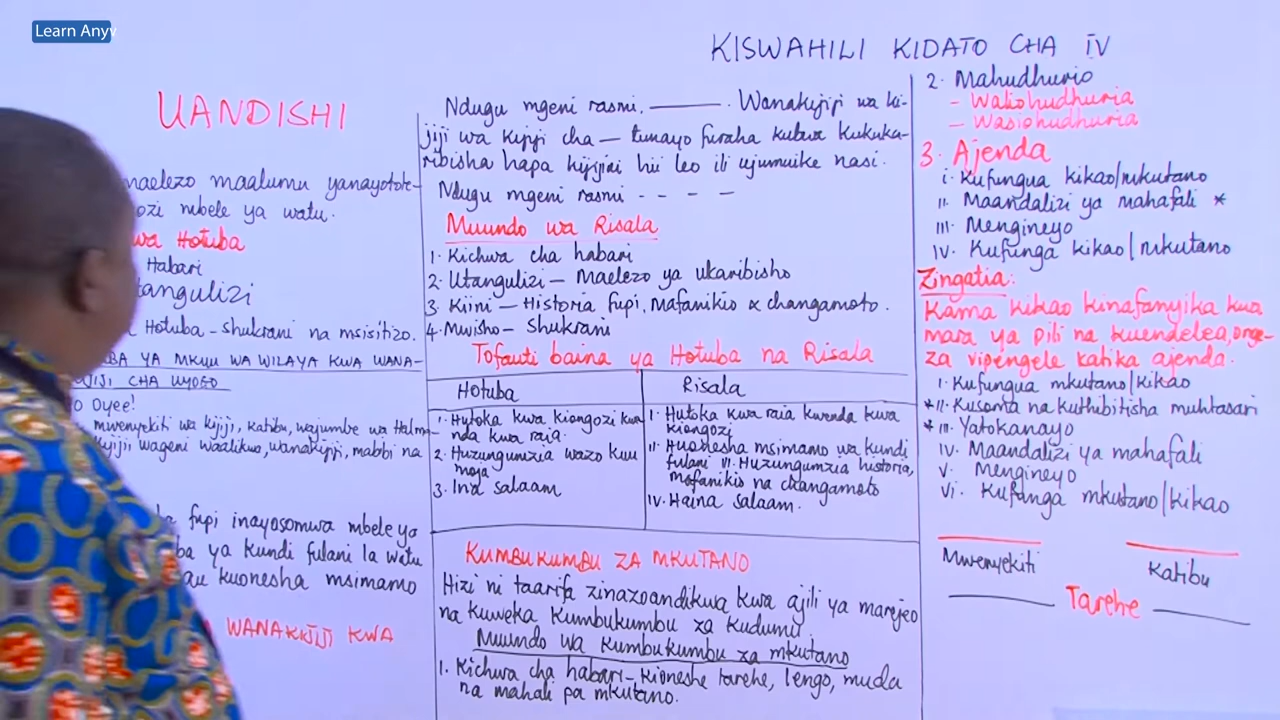 Learn Anyw
KISWAHILI KIDATO CHA IV
UANDISHI
maelezo maalumu yanayotole-
ozi mbele ya watu.
wa Hotuba
Habari
tangulizi
Hotuba - shukrani na msisitizo.
BA YA MKUU WA WILAYA KWA WANA-
JIJI CHA UYOGO
o Oyee!
mwenyekiti wa kijiji, katibu, wajumbe wa Halma-
kijiji wageni waalikwa, wanakijiji, mabibi na
fupi inayosomwa mbele ya
ba ya kundi fulani la watu
au kuonesha msimamo
WANAKIJIJI KWA
Ndugu mgeni rasmi, ——. Wanakijiji wa ki-
jiji wa kijiji cha — tunayo furaha kubwa kukuka-
ribisha hapa kijijini hii leo ili ujumuike nasi.
Ndugu mgeni rasmi - - - -
Muundo wa Risala
1. Kichwa cha habari
2. Utangulizi — Maelezo ya ukaribisho
3. Kiini — Historia fupi, Mafanikio & changamoto.
4. Mwisho - Shukrani
Tofauti baina ya Hotuba na Risala
Hotuba
1. Hutoka kwa kiongozi kwe-
nda kwa raia.
2. Huzungumzia wazo kuu
moja
3. Ina salaam
Risala
i. Hutoka kwa raia kwenda kwa
kiongozi
ii. Huonesha msimamo wa kundi
fulani iii. Huzungumzia historia,
mafanikio na changamoto
iv. Haina salaam.
KUMBUKUMBU ZA MKUTANO
Hizi ni taarifa zinazoandikwa kwa ajili ya marejeo
na kuweka kumbukumbu za kudumu.
Muundo wa kumbukumbu za mkutano
1. Kichwa cha habari - kioneshe tarehe, lengo, muda
na mahali pa mkutano.
2. Mahudhurio
- Waliohudhuria
- Wasiohudhuria
3. Ajenda
i. Kufungua kikao/mkutano
ii. Maandalizi ya mahafali *
iii. Mengineyo
iv. Kufunga kikao/mkutano
Zingatia:
Kama kikao kinafanyika kwa
mara ya pili na kuendelea, onge-
za vipengele katika ajenda.
i. Kufungua mkutano/kikao
*ii. Kusoma na kuthibitisha muhtasari
*iii. Yatokanayo
iv. Maandalizi ya mahafali
v. Mengineyo
vi. Kufunga mkutano/kikao
Mwenyekiti
Katibu
Tarehe